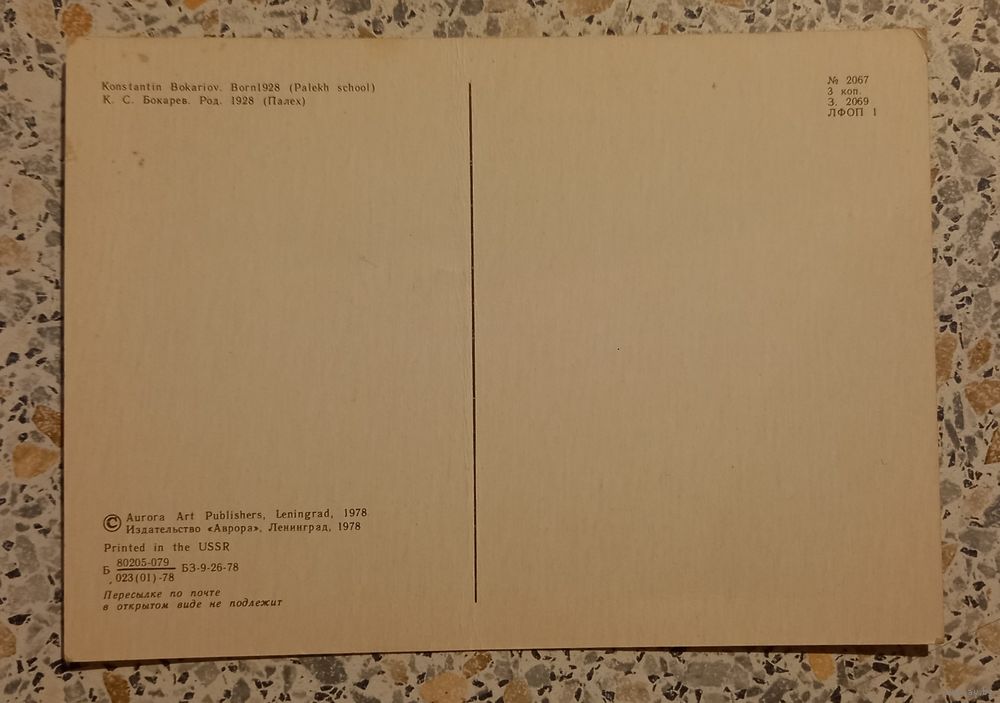 Konstantin Bokariov. Born1928 (Palekh school)
К. С. Бокарев. Род. 1928 (Палех)
№ 2067
3 коп.
З. 2069
ЛФОП 1
© Aurora Art Publishers, Leningrad, 1978
Издательство «Аврора», Ленинград, 1978
Printed in the USSR
Б 80205-079 БЗ-9-26-78
023(01)-78
Пересылке по почте
в открытом виде не подлежит